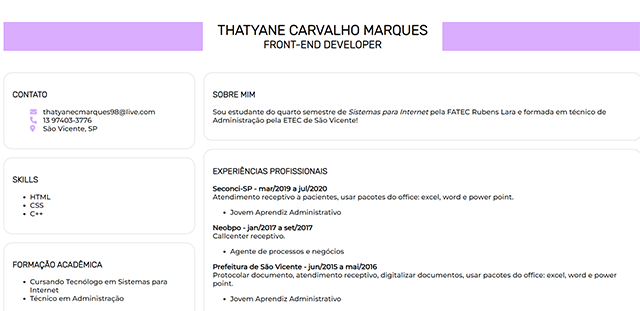 THATYANE CARVALHO MARQUES
FRONT-END DEVELOPER
CONTATO
thatyanecmarques98@live.com
13 97403-3776
São Vicente, SP
SKILLS
HTML
CSS
C++
FORMAÇÃO ACADÊMICA
Cursando Tecnólogo em Sistemas para
Internet
Técnico em Administração
SOBRE MIM
Sou estudante do quarto semestre de Sistemas para Internet pela FATEC Rubens Lara e formada em técnico de
Administração pela ETEC de São Vicente!
EXPERIÊNCIAS PROFISSIONAIS
Seconci-SP - mar/2019 a jul/2020
Atendimento receptivo a pacientes, usar pacotes do office: excel, word e power point.
Jovem Aprendiz Administrativo
Neobpo - jan/2017 a set/2017
Callcenter receptivo.
Agente de processos e negócios
Prefeitura de São Vicente - jun/2015 a mai/2016
Protocolar documento, atendimento receptivo, digitalizar documentos, usar pacotes do office: excel, word e power
point.
Jovem Aprendiz Administrativo